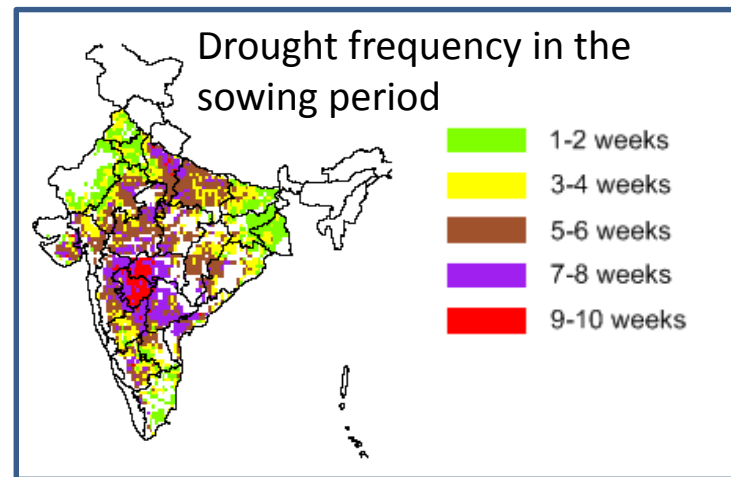 Drought frequency in the
sowing period
1-2 weeks
3-4 weeks
5-6 weeks
7-8 weeks
9-10 weeks